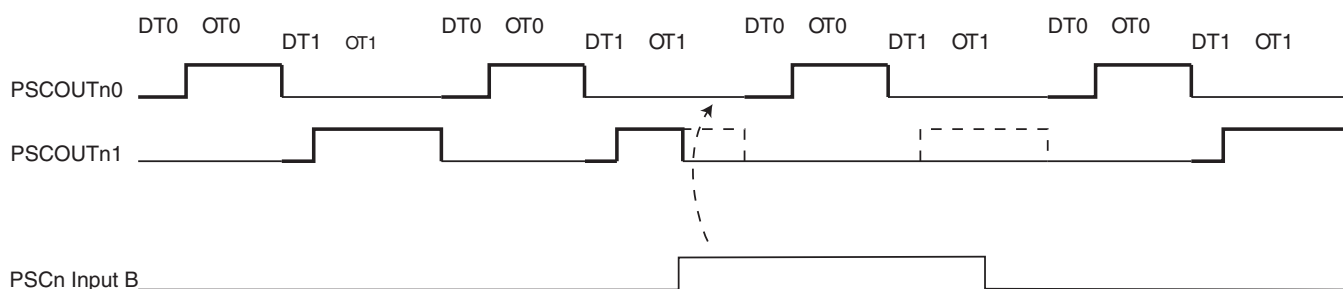 DT0 OT0 DT0 OT0 DT0 OT0 DT0 OT0
DT1 OT1 DT1 OT1 DT1 OT1 DT1 OT1
PSCOUTn0
PSCOUTn1
PSCn Input B